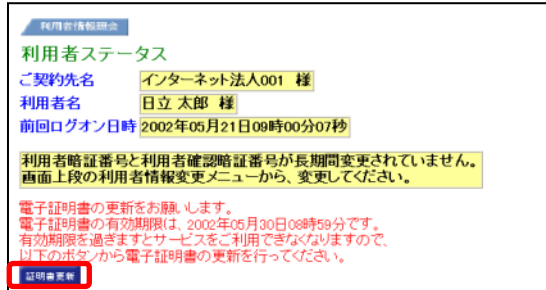 利用者情報照会
利用者ステータス
ご契約先名 インターネット法人001 様
利用者名 日立 太郎 様
前回ログオン日時 2002年05月21日09時00分07秒
利用者暗証番号と利用者確認暗証番号が長期間変更されていません。
画面上段の利用者情報変更メニューから、変更してください。
電子証明書の更新をお願いします。
電子証明書の有効期限は、2002年05月30日08時59分です。
有効期限を過ぎますとサービスをご利用できなくなりますので、
以下のボタンから電子証明書の更新を行ってください。
証明書更新